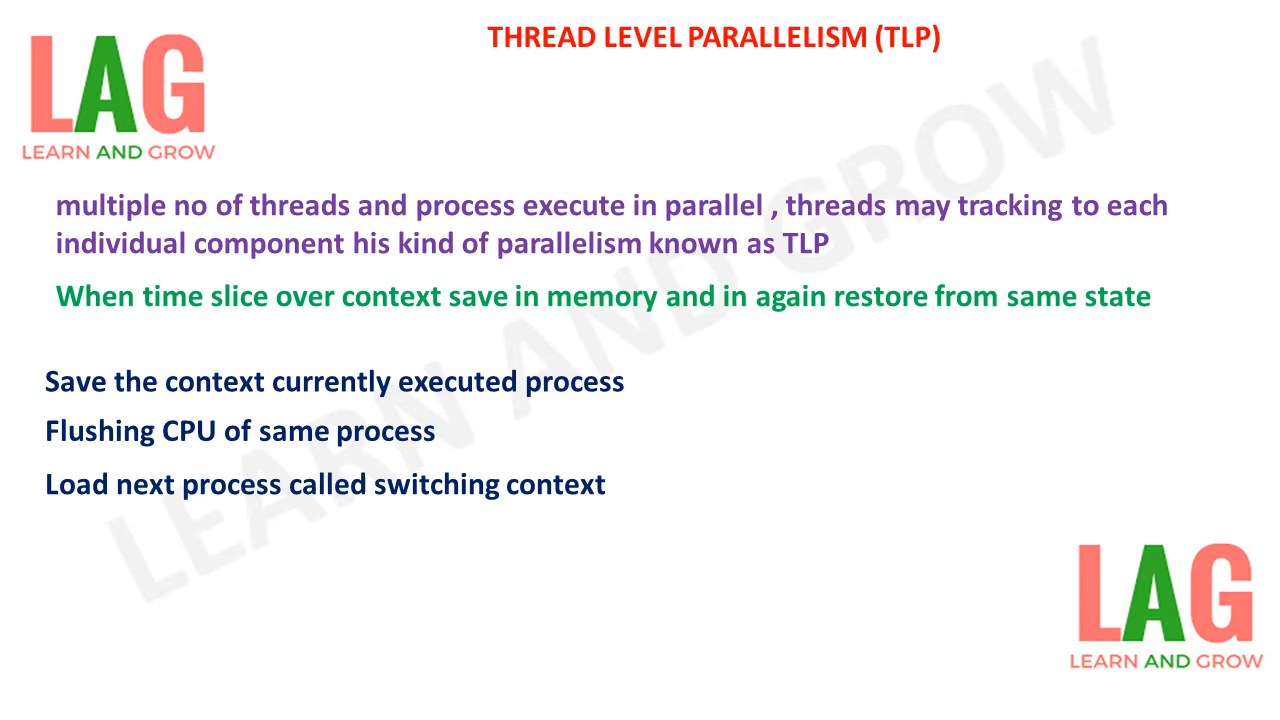 THREAD LEVEL PARALLELISM (TLP)
LAG
LEARN AND GROW
multiple no of threads and process execute in parallel , threads may tracking to each
individual component his kind of parallelism known as TLP
When time slice over context save in memory and in again restore from same state
Save the context currently executed process
Flushing CPU of same process
Load next process called switching context
LEARN AND GROW
LAG
LEARN AND GROW